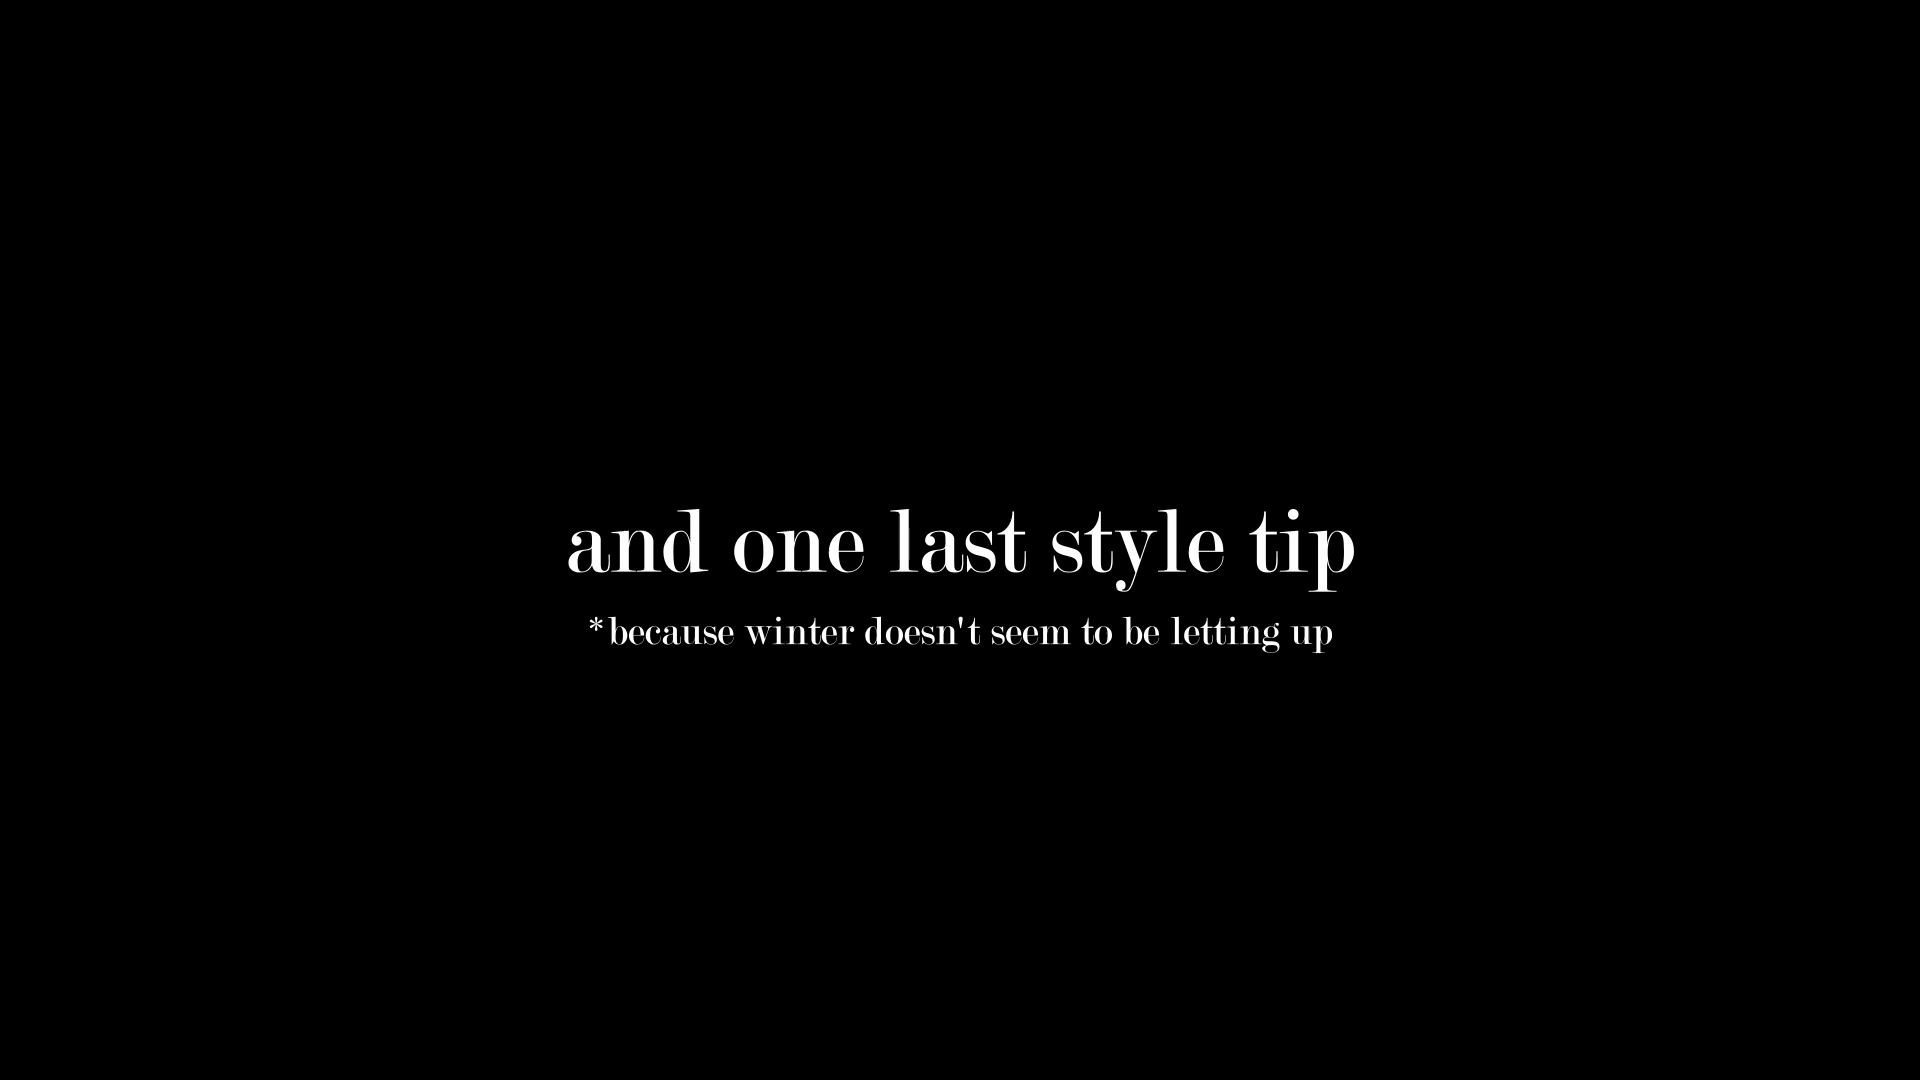 and one last style tip
*because winter doesn't seem to be letting up